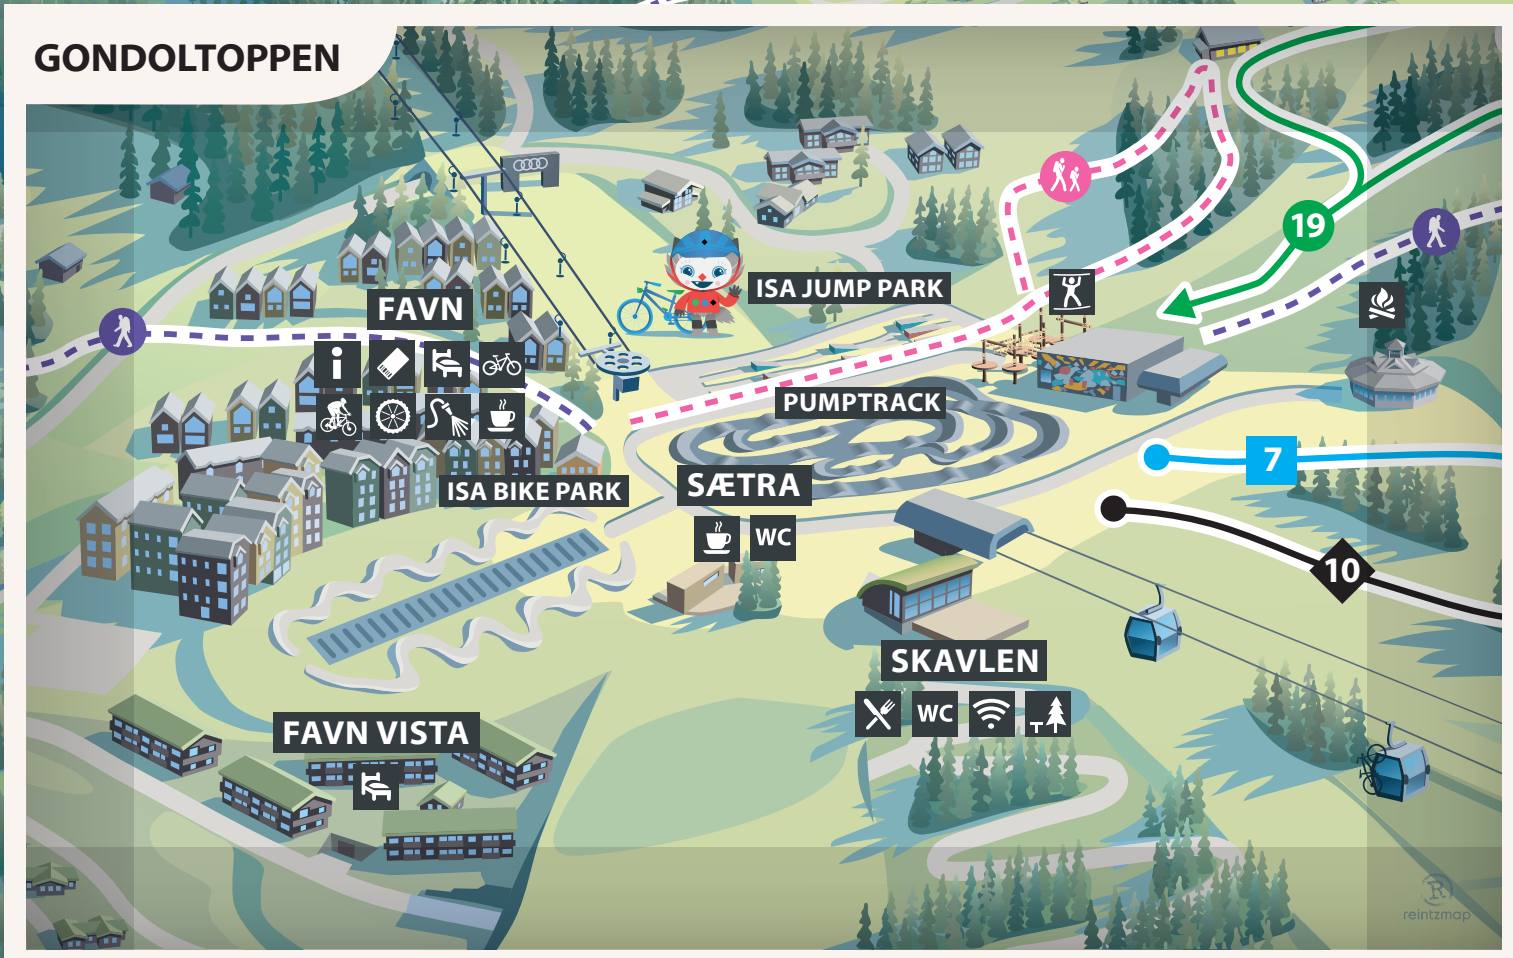 GONDOLTOPPEN
19
ISA JUMP PARK
FAVN
PUMPTRACK
7
SÆTRA
ISA BIKE PARK
WC
10
SKAVLEN
WC
FAVN VISTA
R
reintzmap